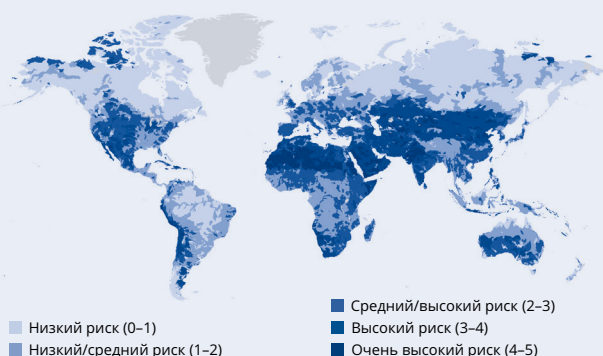 Низкий риск (0–1)
Низкий/средний риск (1–2)
Средний/высокий риск (2–3)
Высокий риск (3–4)
Очень высокий риск (4–5)